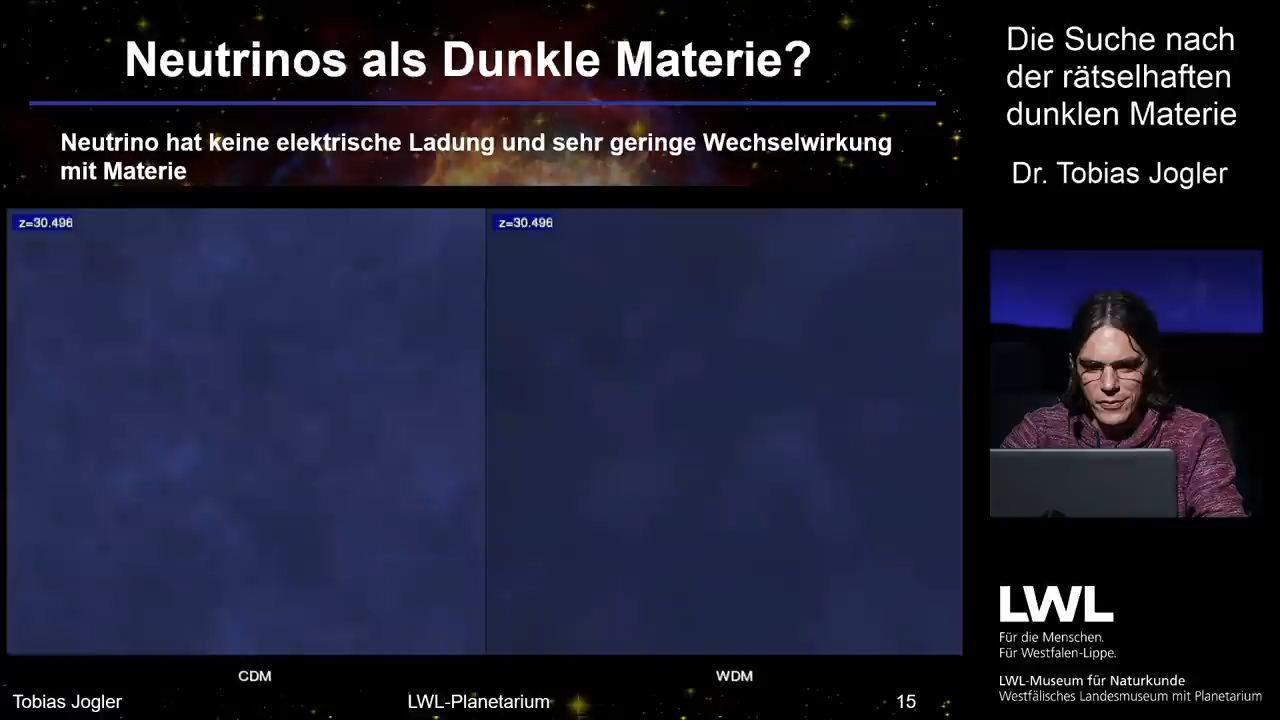 Neutrinos als Dunkle Materie?
Neutrino hat keine elektrische Ladung und sehr geringe Wechselwirkung
mit Materie
z=30.496
z=30.496
CDM
WDM
Tobias Jogler
LWL-Planetarium
15
Die Suche nach
der rätselhaften
dunklen Materie
Dr. Tobias Jogler
LWL
Für die Menschen.
Für Westfalen-Lippe.
LWL-Museum für Naturkunde
Westfälisches Landesmuseum mit Planetarium